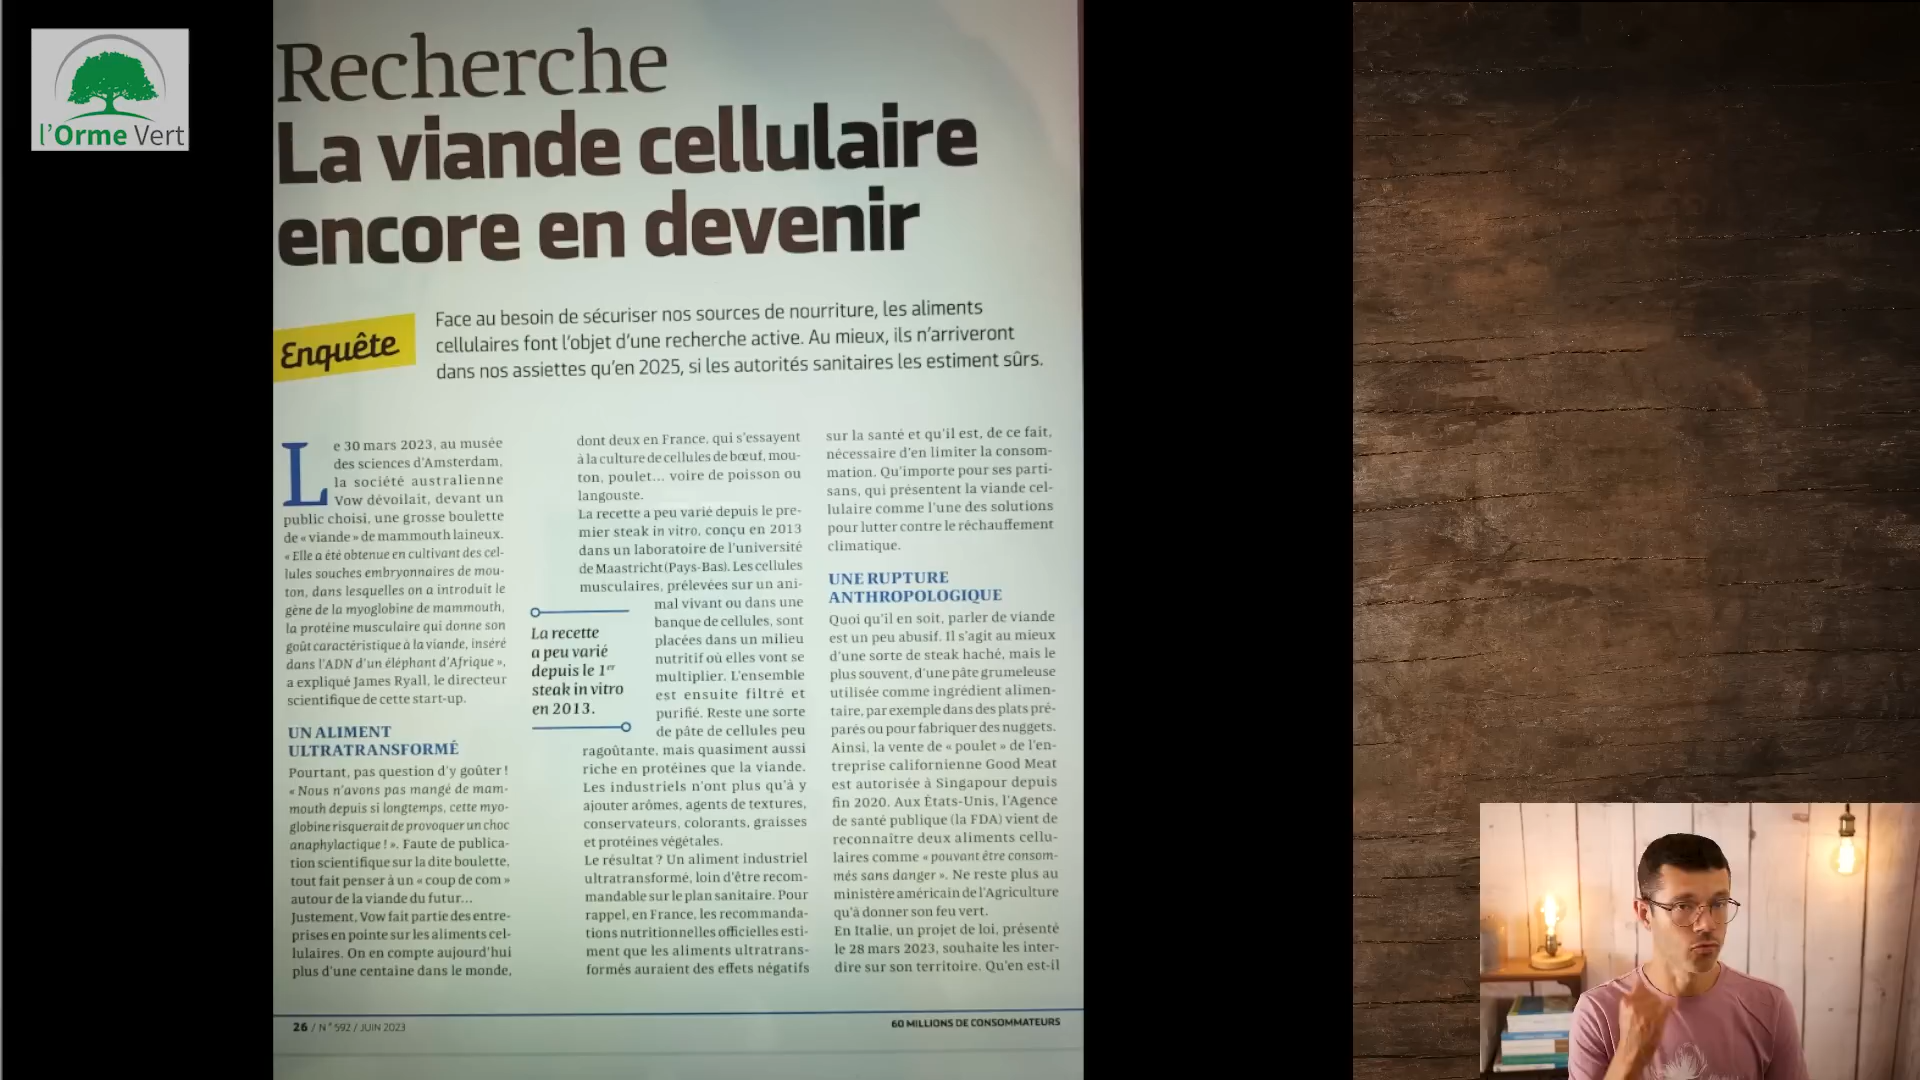 l'Orme Vert
Recherche
La viande cellulaire
encore en devenir
Enquête
Face au besoin de sécuriser nos sources de nourriture, les aliments
cellulaires font l'objet d'une recherche active. Au mieux, ils n'arriveront
dans nos assiettes qu'en 2025, si les autorités sanitaires les estiment sûrs.
Le 30 mars 2023, au musée
des sciences d'Amsterdam,
la société australienne
Vow dévoilait, devant un
public choisi, une grosse boulette
de « viande » de mammouth laineux.
« Elle a été obtenue en cultivant des cel-
lules souches embryonnaires de mou-
ton, dans lesquelles on a introduit le
gène de la myoglobine de mammouth,
la protéine musculaire qui donne son
goût caractéristique à la viande, inséré
dans l'ADN d'un éléphant d'Afrique »,
a expliqué James Ryall, le directeur
scientifique de cette start-up.
UN ALIMENT
ULTRATRANSFORMÉ
Pourtant, pas question d'y goûter !
« Nous n'avons pas mangé de mam-
mouth depuis si longtemps, cette myo-
globine risquerait de provoquer un choc
anaphylactique ! ». Faute de publica-
tion scientifique sur la dite boulette,
tout fait penser à un « coup de com »
autour de la viande du futur...
Justement, Vow fait partie des entre-
prises en pointe sur les aliments cel-
lulaires. On en compte aujourd'hui
plus d'une centaine dans le monde,
dont deux en France, qui s'essayent
à la culture de cellules de bœuf, mou-
ton, poulet... voire de poisson ou
langouste.
La recette a peu varié depuis le pre-
mier steak in vitro, conçu en 2013
dans un laboratoire de l'université
de Maastricht (Pays-Bas). Les cellules
musculaires, prélevées sur un ani-
mal vivant ou dans une
banque de cellules, sont
placées dans un milieu
nutritif où elles vont se
multiplier. L'ensemble
est ensuite filtré et
purifié. Reste une sorte
de pâte de cellules peu
ragoûtante, mais quasiment aussi
riche en protéines que la viande.
Les industriels n'ont plus qu'à y
ajouter arômes, agents de textures,
conservateurs, colorants, graisses
et protéines végétales.
Le résultat ? Un aliment industriel
ultratransformé, loin d'être recom-
mandable sur le plan sanitaire. Pour
rappel, en France, les recommanda-
tions nutritionnelles officielles esti-
ment que les aliments ultratrans-
formés auraient des effets négatifs
La recette
a peu varié
depuis le 1er
steak in vitro
en 2013.
sur la santé et qu'il est, de ce fait,
nécessaire d'en limiter la consom-
mation. Qu'importe pour ses parti-
sans, qui présentent la viande cel-
lulaire comme l'une des solutions
pour lutter contre le réchauffement
climatique.
UNE RUPTURE
ANTHROPOLOGIQUE
Quoi qu'il en soit, parler de viande
est un peu abusif. Il s'agit au mieux
d'une sorte de steak haché, mais le
plus souvent, d'une pâte grumeleuse
utilisée comme ingrédient alimen-
taire, par exemple dans des plats pré-
parés ou pour fabriquer des nuggets.
Ainsi, la vente de « poulet » de l'en-
treprise californienne Good Meat
est autorisée à Singapour depuis
fin 2020. Aux États-Unis, l'Agence
de santé publique (la FDA) vient de
reconnaître deux aliments cellu-
laires comme « pouvant être consom-
més sans danger ». Ne reste plus au
ministère américain de l'Agriculture
qu'à donner son feu vert.
En Italie, un projet de loi, présenté
le 28 mars 2023, souhaite les inter-
dire sur son territoire. Qu'en est-il
26 / N° 592 / JUIN 2023
60 MILLIONS DE CONSOMMATEURS